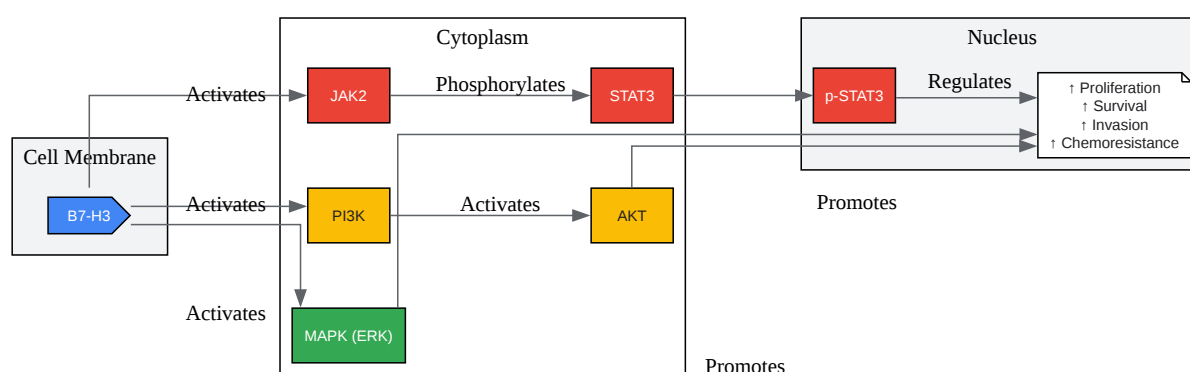 Cytoplasm
Nucleus
Activates
JAK2
Phosphorylates
STAT3
p-STAT3
Regulates
↑ Proliferation
↑ Survival
↑ Invasion
↑ Chemoresistance
Cell Membrane
B7-H3
Activates
PI3K
Activates
AKT
Promotes
Activates
MAPK (ERK)
Promotes